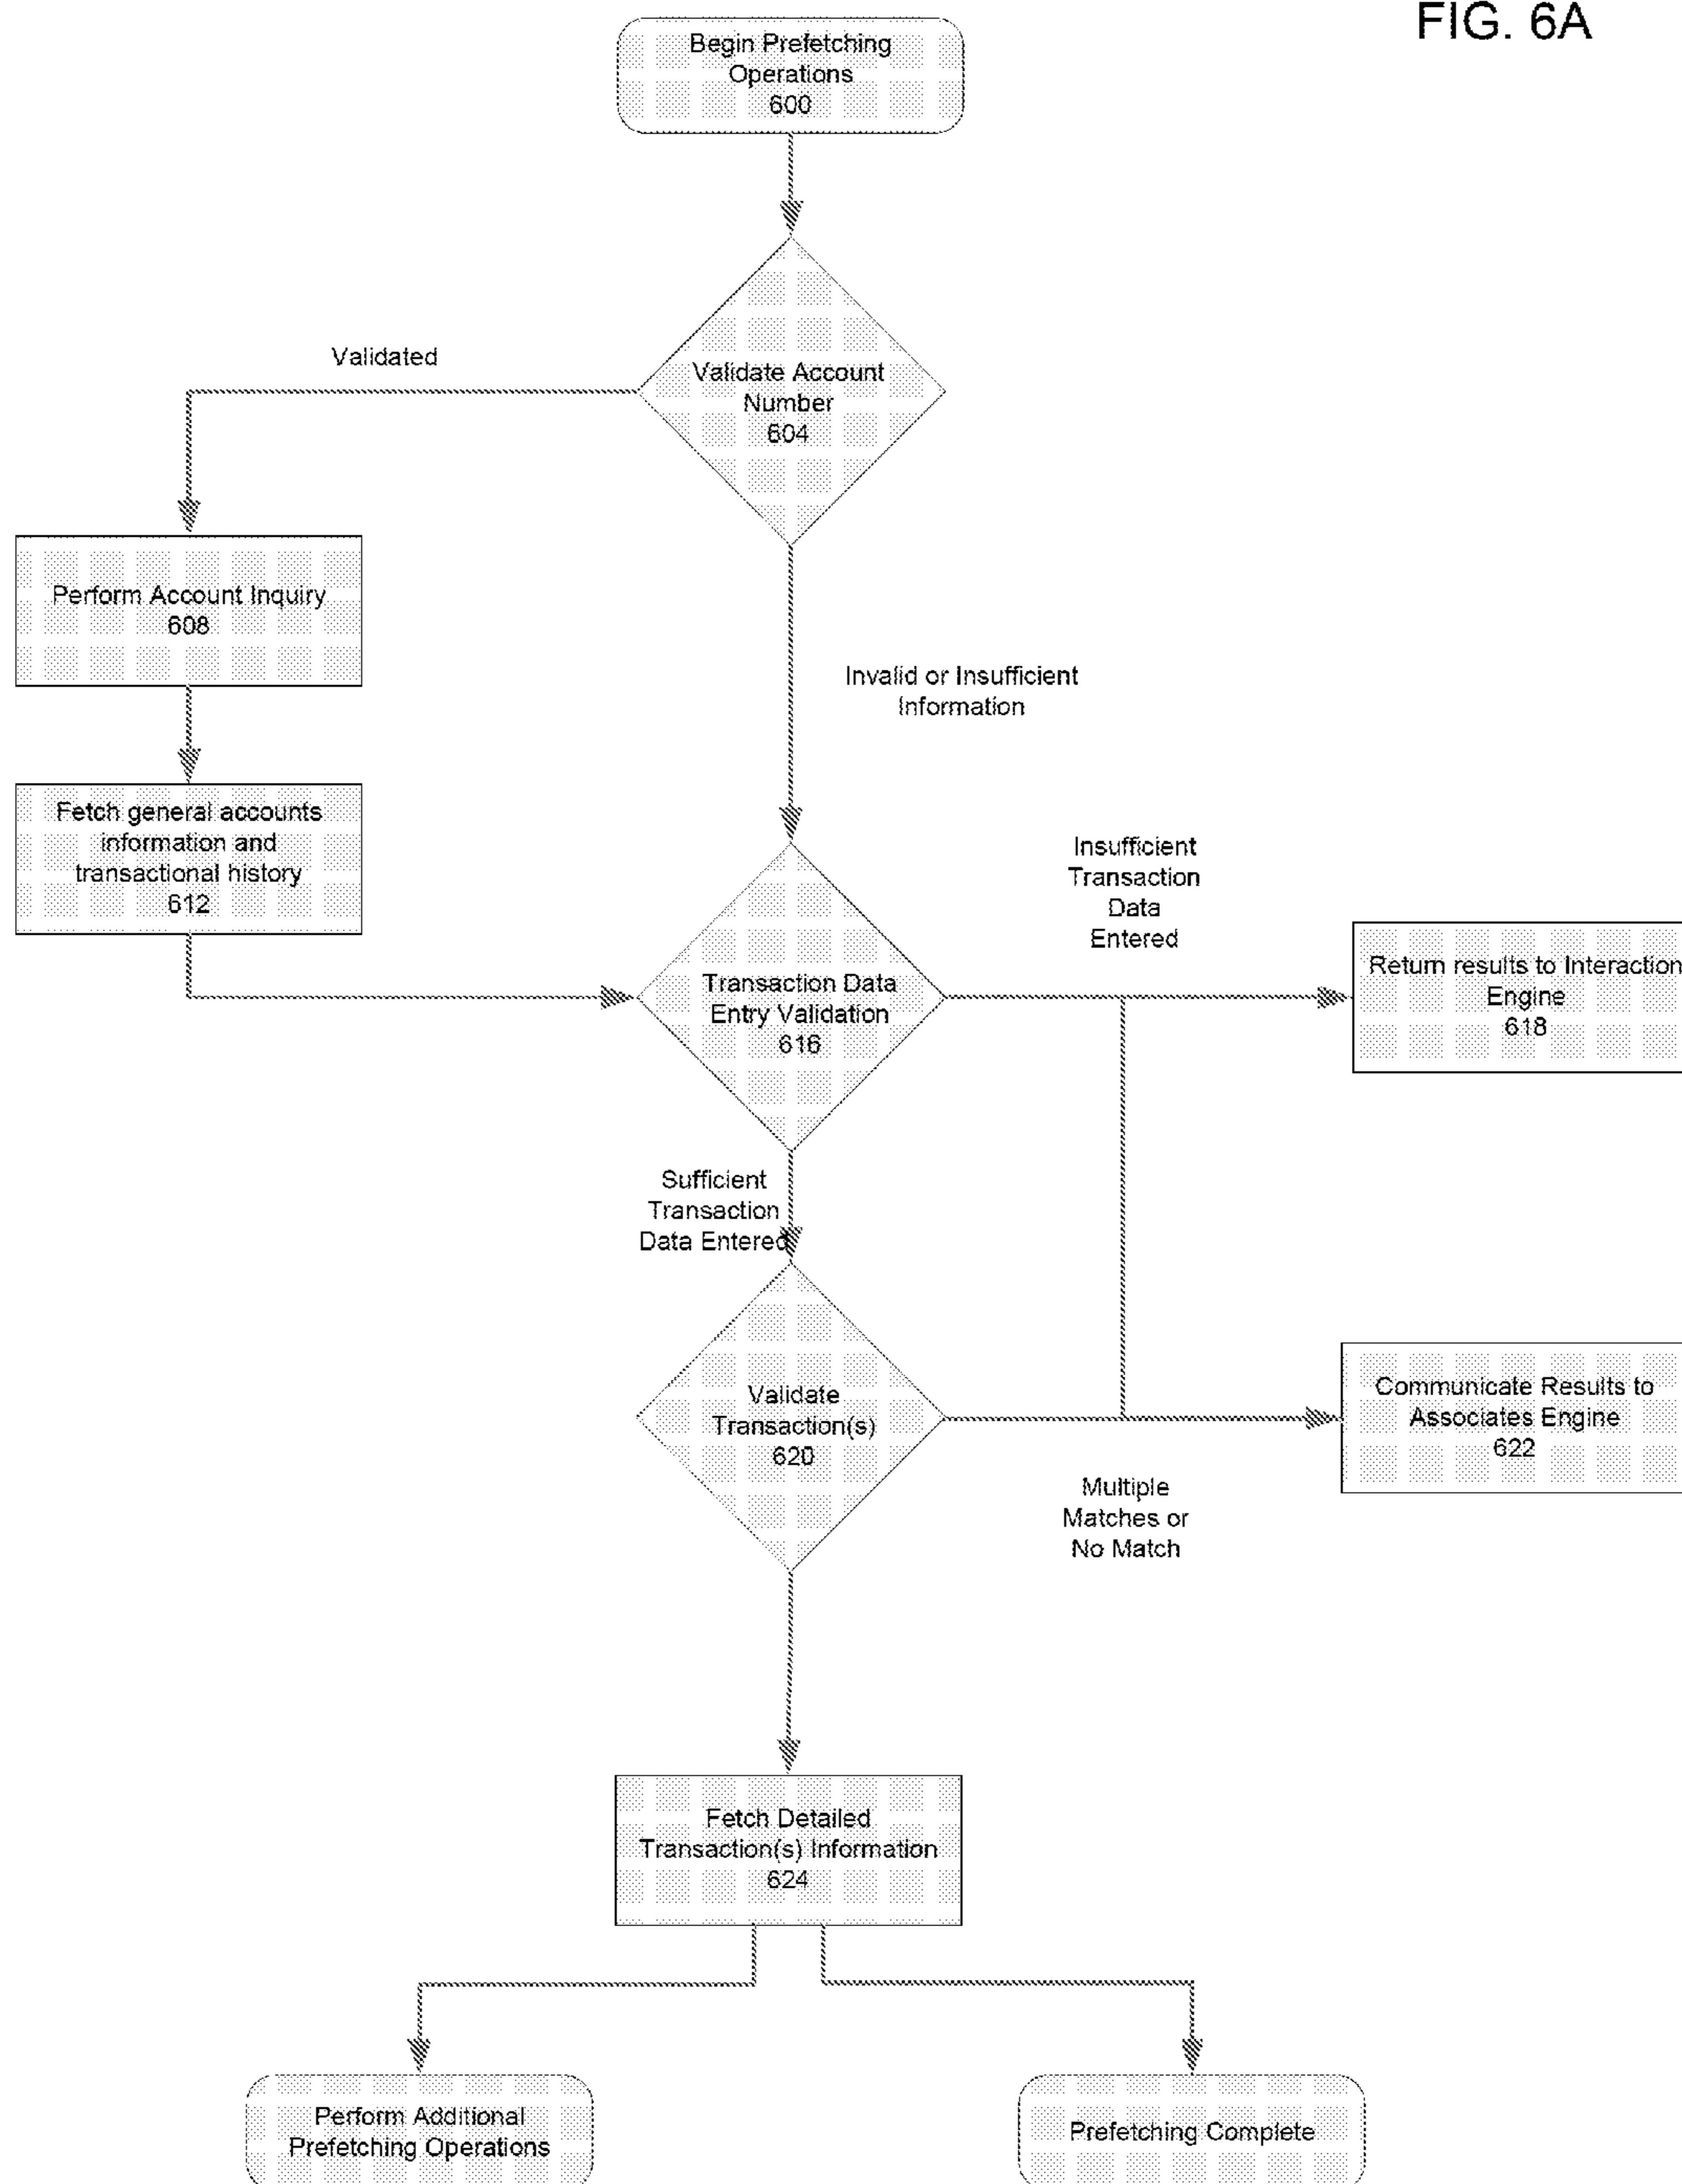 FIG. 6A
Begin Prefetching
Operations
600
Validated
Validate Account
Number
604
Perform Account Inquiry
608
Invalid or Insufficient
Information
Fetch general accounts
information and
transactional history
612
Insufficient
Transaction
Data
Entered
Transaction Data
Entry Validation
616
Return results to Interaction
Engine
618
Sufficient
Transaction
Data Entered
Validate
Transaction(s)
620
Communicate Results to
Associates Engine
622
Multiple
Matches or
No Match
Fetch Detailed
Transaction(s) Information
624
Perform Additional
Prefetching Operations
Prefetching Complete